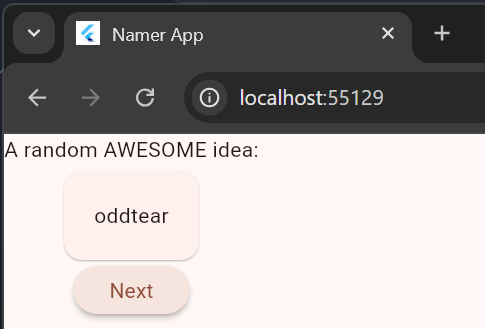 Namer App
localhost:55129
A random AWESOME idea:
oddtear
Next